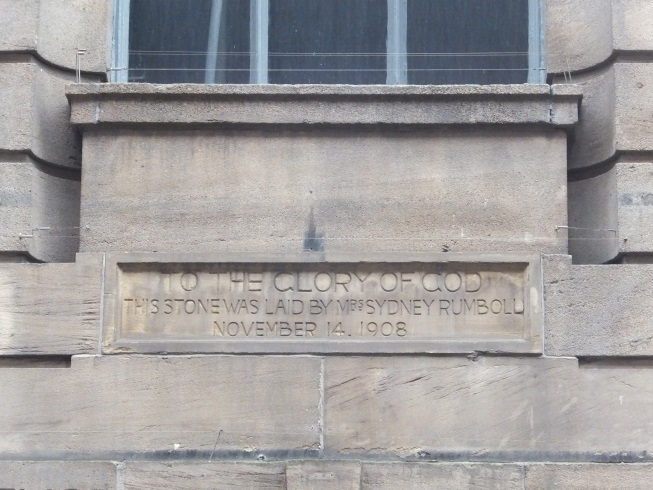 TO THE GLORY OF GOD
THIS STONE WAS LAID BY MRS SYDNEY RUMBOLL
NOVEMBER 14. 1908